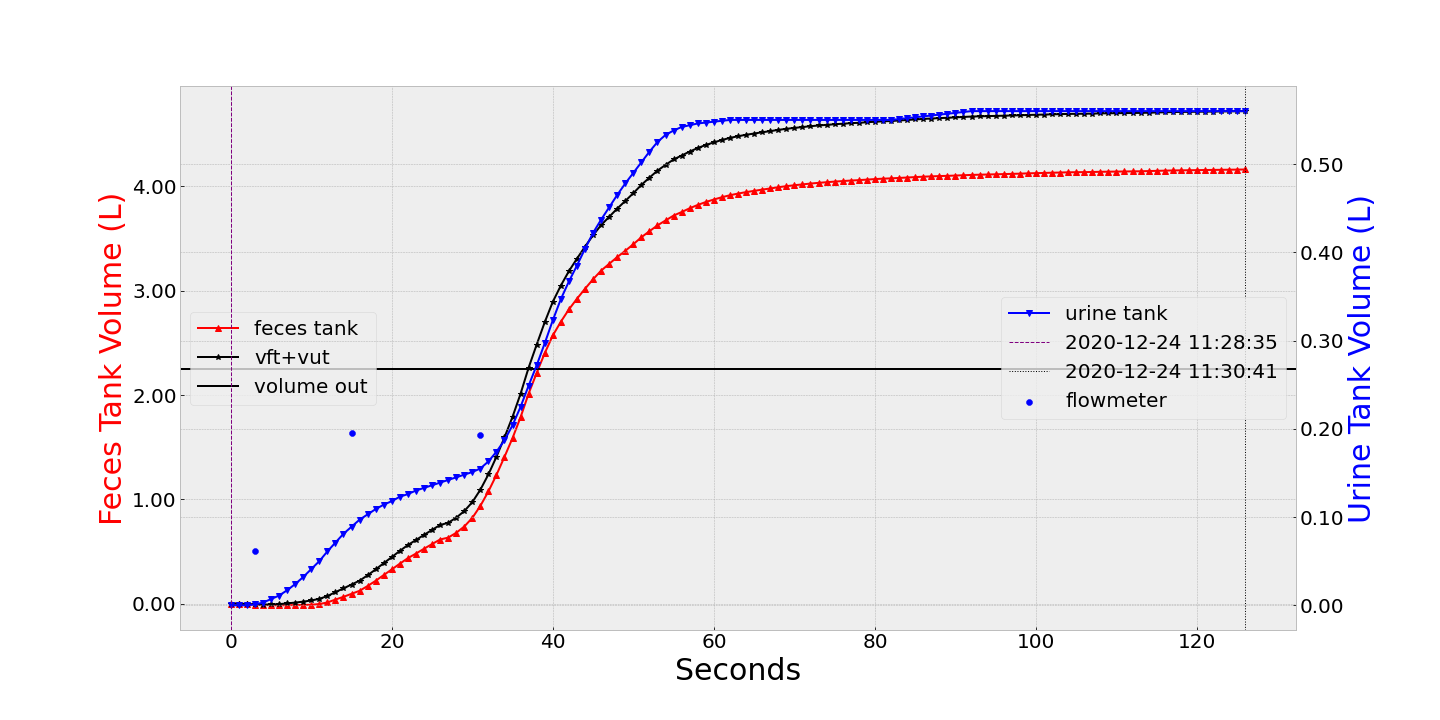 Feces Tank Volume (L)
4.00
3.00
2.00
1.00
0.00
feces tank
vft+vut
volume out
urine tank
2020-12-24 11:28:35
2020-12-24 11:30:41
flowmeter
0.50
0.40
0.30
0.20
0.10
0.00
Urine Tank Volume (L)
0 20 40 60 80 100 120
Seconds